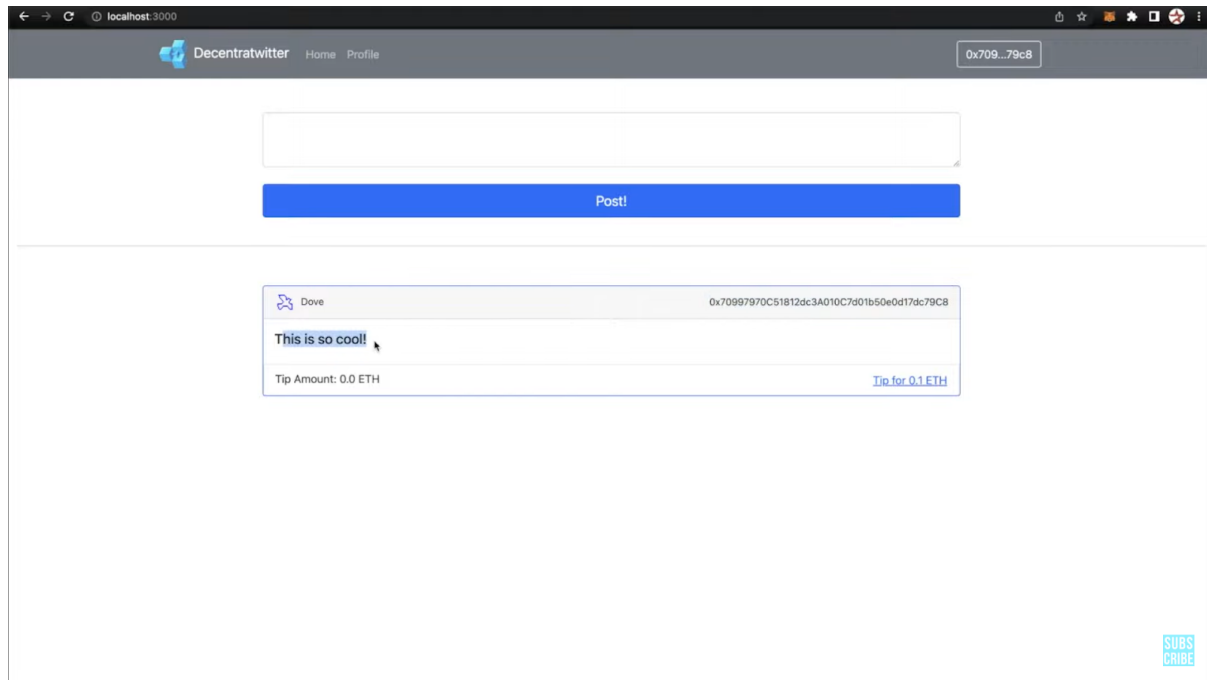 localhost:3000
Decentratwitter Home Profile 0x709...79c8
Post!
Dove 0x70997970C51812dc3A010C7d01b50e0d17dc79C8
This is so cool!
Tip Amount: 0.0 ETH Tip for 0.1 ETH
SUBS
CRIBE